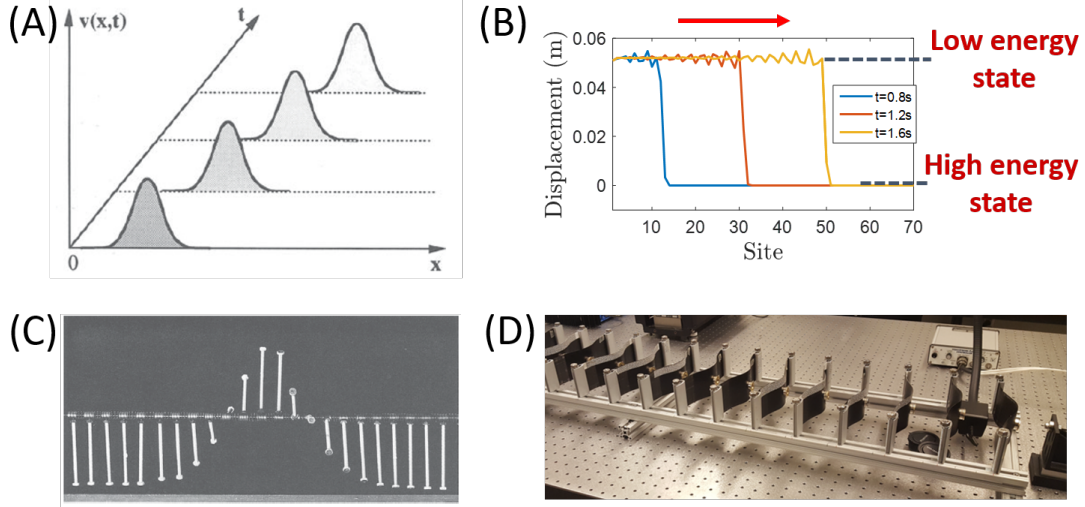 (A)
v(x,t)
t
0
x
(B)
Displacement (m)
0.06
0.04
0.02
0
10
20
30
40
50
60
70
Site
t=0.8s
t=1.2s
t=1.6s
Low energy
state
High energy
state
(C)
(D)